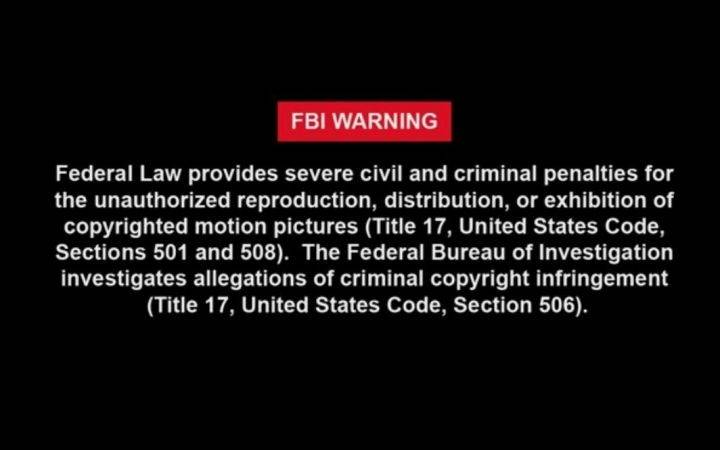 FBI WARNING
Federal Law provides severe civil and criminal penalties for
the unauthorized reproduction, distribution, or exhibition of
copyrighted motion pictures (Title 17, United States Code,
Sections 501 and 508).  The Federal Bureau of Investigation
investigates allegations of criminal copyright infringement
(Title 17, United States Code, Section 506).